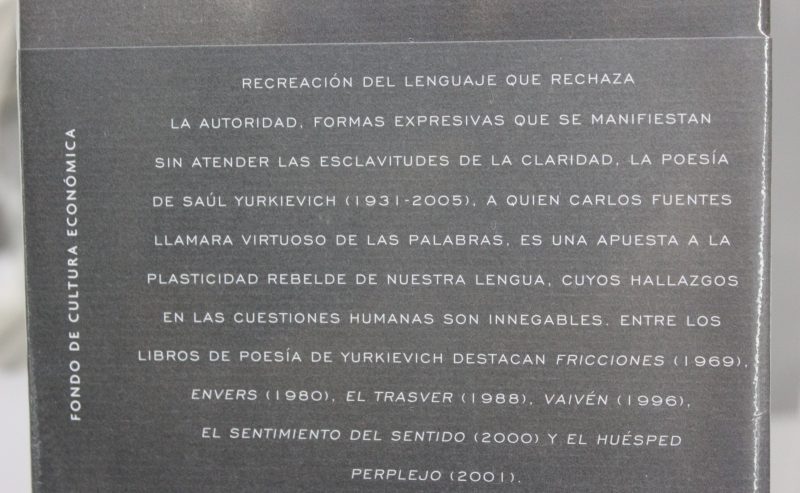 FONDO DE CULTURA ECONÓMICA
RECREACIÓN DEL LENGUAJE QUE RECHAZA
LA AUTORIDAD, FORMAS EXPRESIVAS QUE SE MANIFIESTAN
SIN ATENDER LAS ESCLAVITUDES DE LA CLARIDAD, LA POESÍA
DE SAÚL YURKIEVICH (1931-2005), A QUIEN CARLOS FUENTES
LLAMARA VIRTUOSO DE LAS PALABRAS, ES UNA APUESTA A LA
PLASTICIDAD REBELDE DE NUESTRA LENGUA, CUYOS HALLAZGOS
EN LAS CUESTIONES HUMANAS SON INNEGABLES. ENTRE LOS
LIBROS DE POESÍA DE YURKIEVICH DESTACAN FRICCIONES (1969),
ENVERS (1980), EL TRASVER (1988), VAIVÉN (1996),
EL SENTIMIENTO DEL SENTIDO (2000) Y EL HUÉSPED
PERPLEJO (2001).